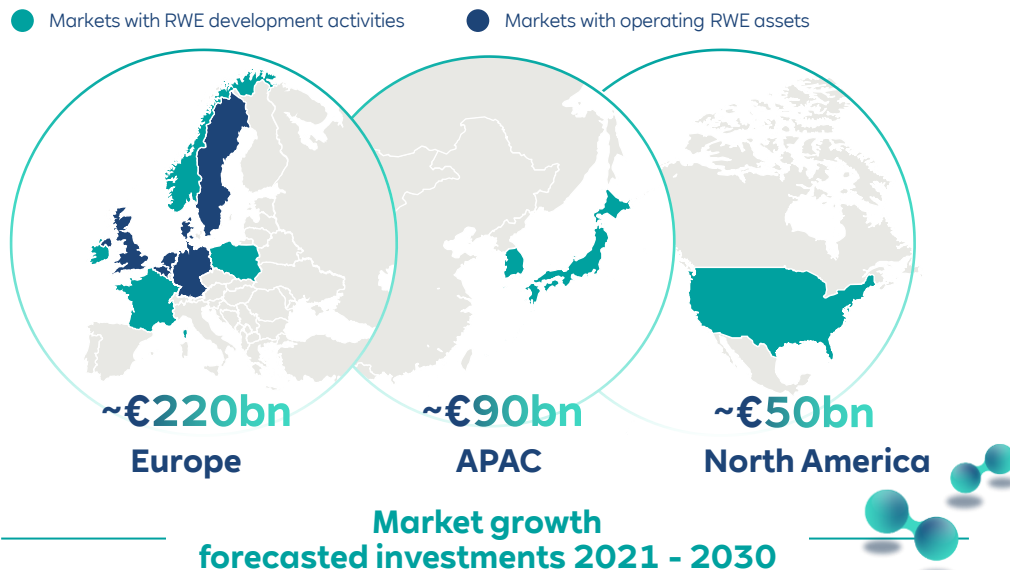 Markets with RWE development activities
Markets with operating RWE assets
~€220bn
Europe
~€90bn
APAC
~€50bn
North America
Market growth
forecasted investments 2021 - 2030